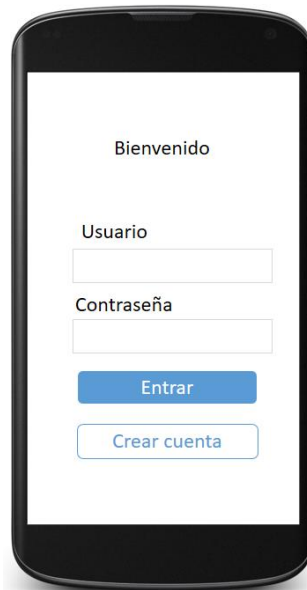 Bienvenido
Usuario
Contraseña
Entrar
Crear cuenta